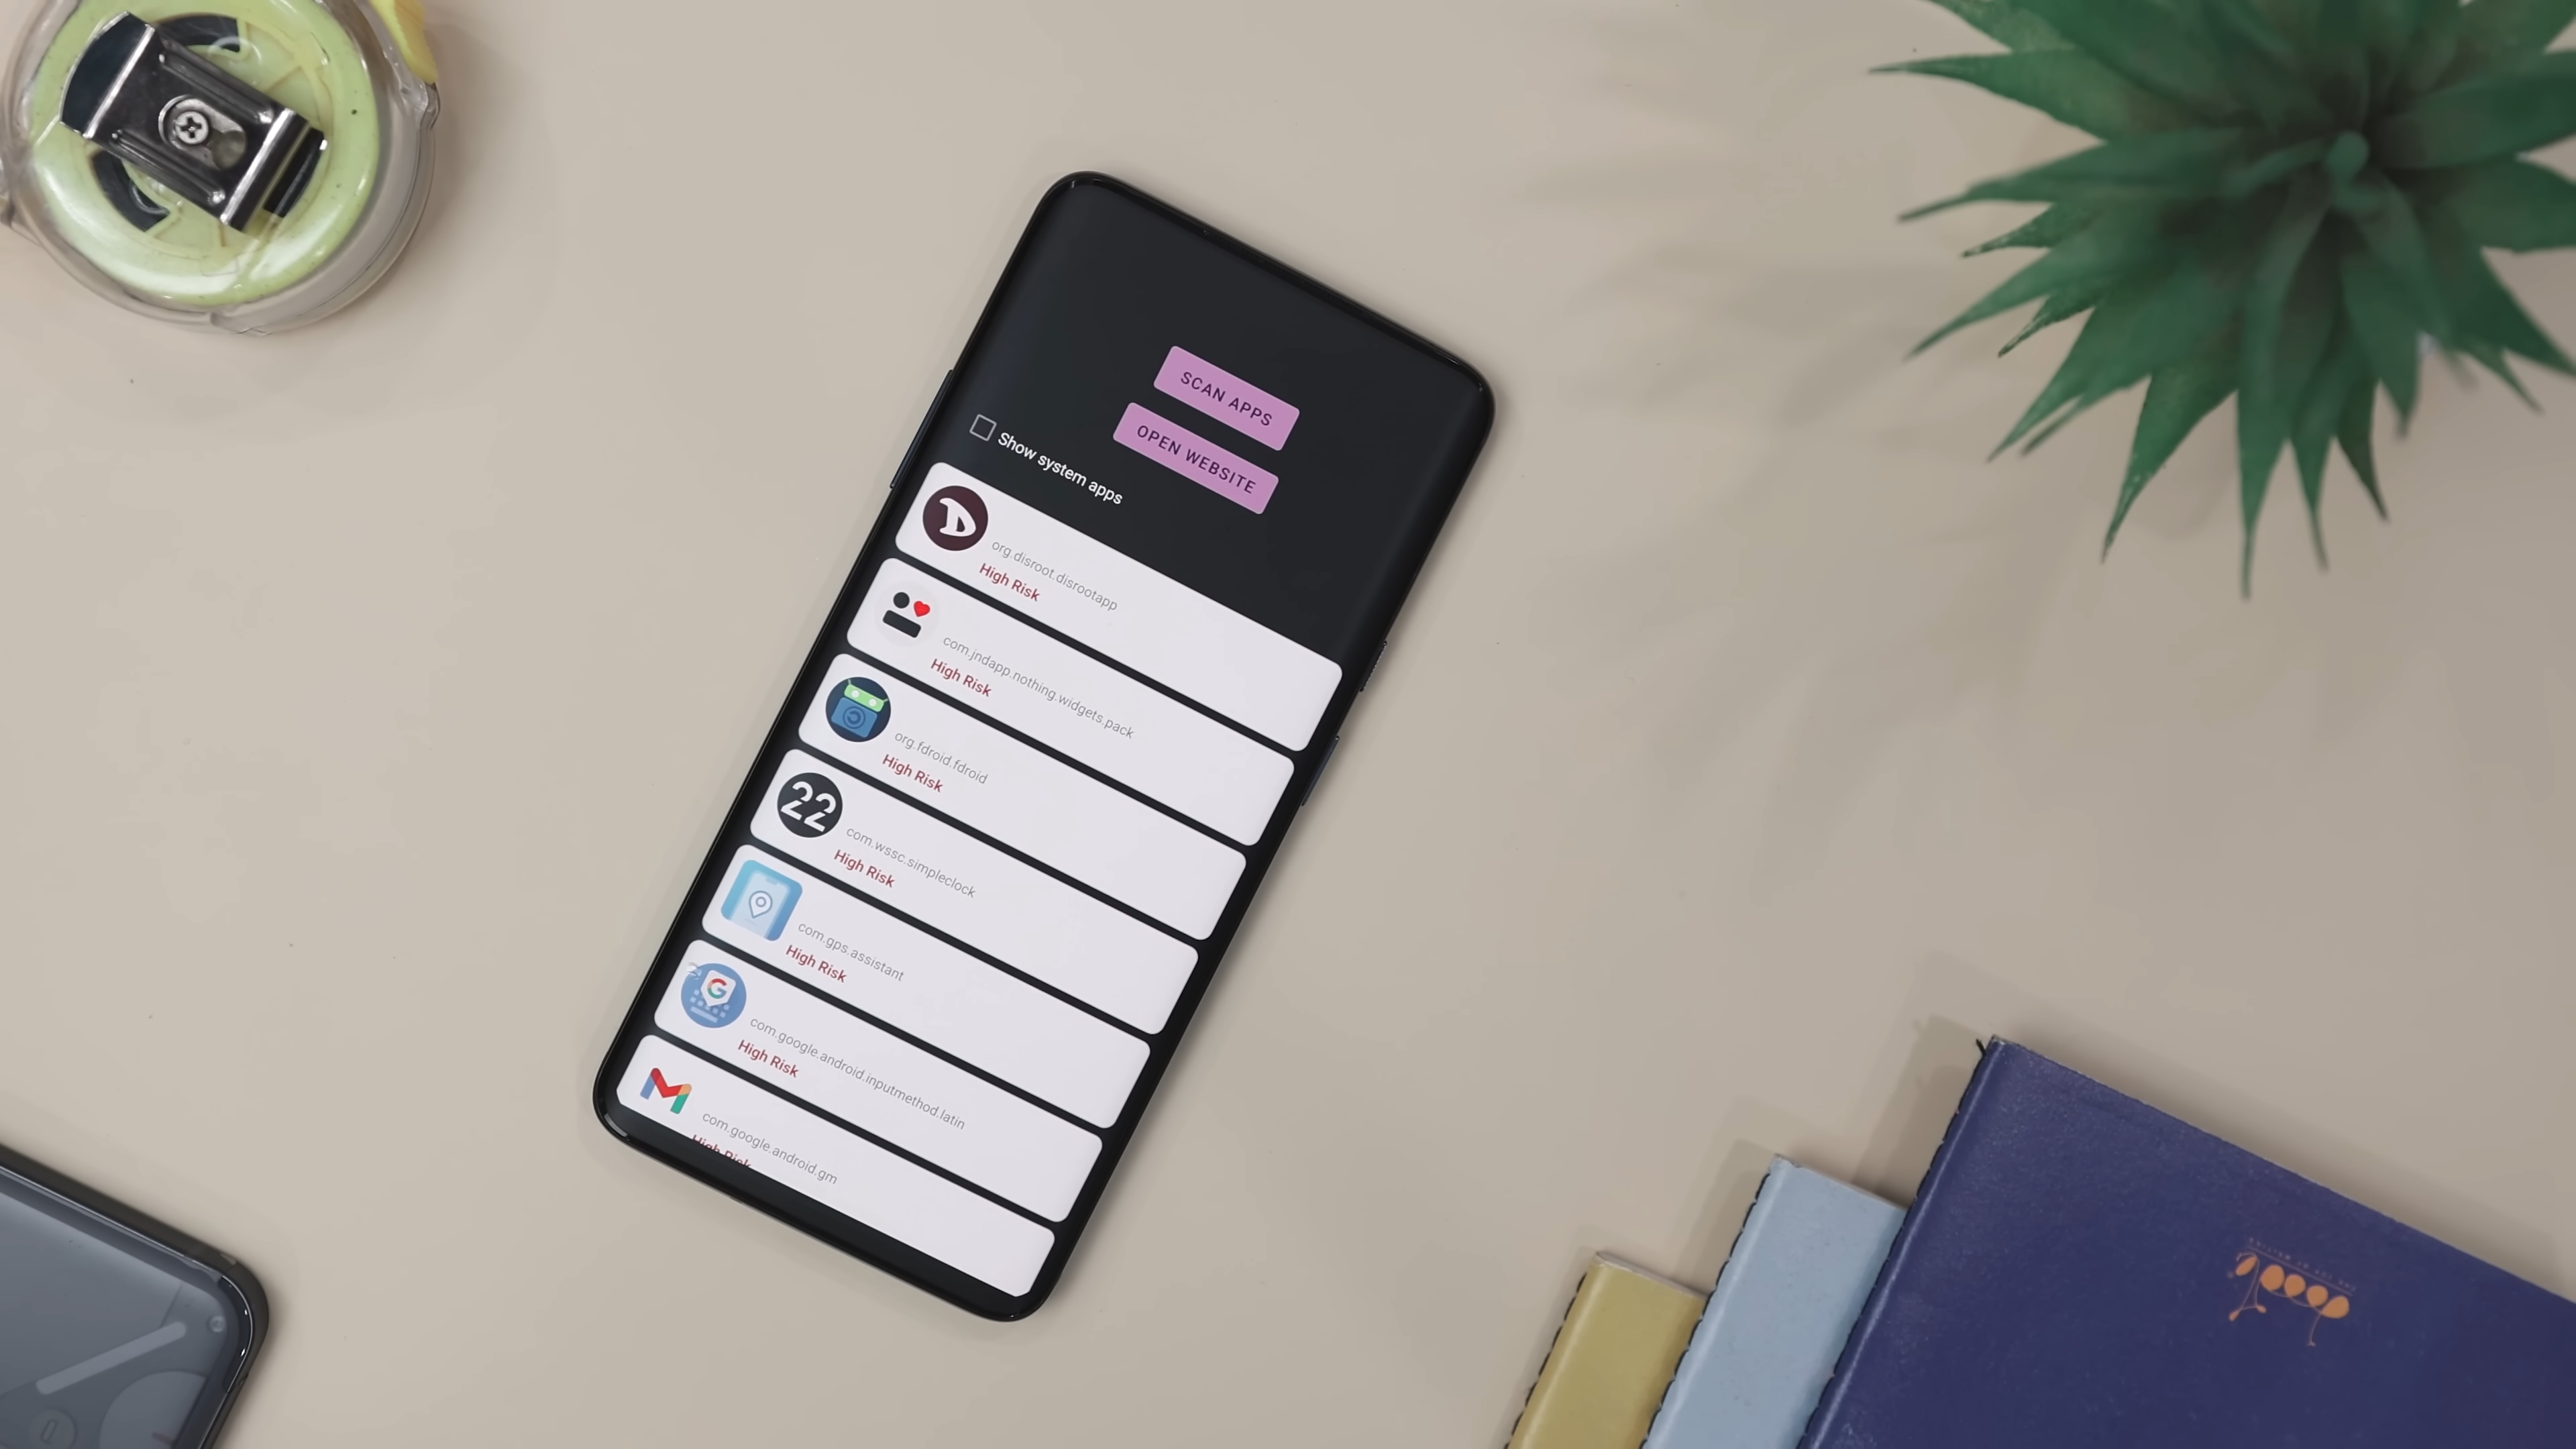 SCAN APPS
OPEN WEBSITE
Show system apps
D
org.disroot.disrootapp
High Risk
com.jndapp.nothing.widgets.pack
High Risk
org.fdroid.fdroid
High Risk
22
com.wssc.simpleclock
High Risk
com.gps.assistant
High Risk
G
com.google.android.inputmethod.latin
High Risk
com.google.android.gm
High Risk